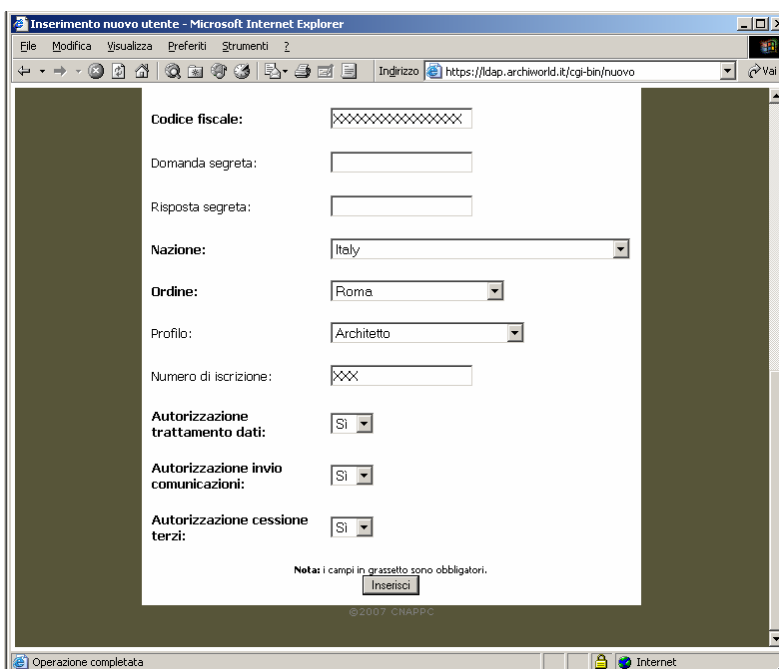 Inserimento nuovo utente - Microsoft Internet Explorer
File Modifica Visualizza Preferiti Strumenti ?
Indirizzo https://ldap.archiworld.it/cgi-bin/nuovo Vai
Codice fiscale: XXXXXXXXXXXXXXXX
Domanda segreta:
Risposta segreta:
Nazione: Italy
Ordine: Roma
Profilo: Architetto
Numero di iscrizione: XXX
Autorizzazione
trattamento dati: Sì
Autorizzazione invio
comunicazioni: Sì
Autorizzazione cessione
terzi: Sì
Nota: i campi in grassetto sono obbligatori.
Inserisci
©2007 CNAPPC
Operazione completata Internet